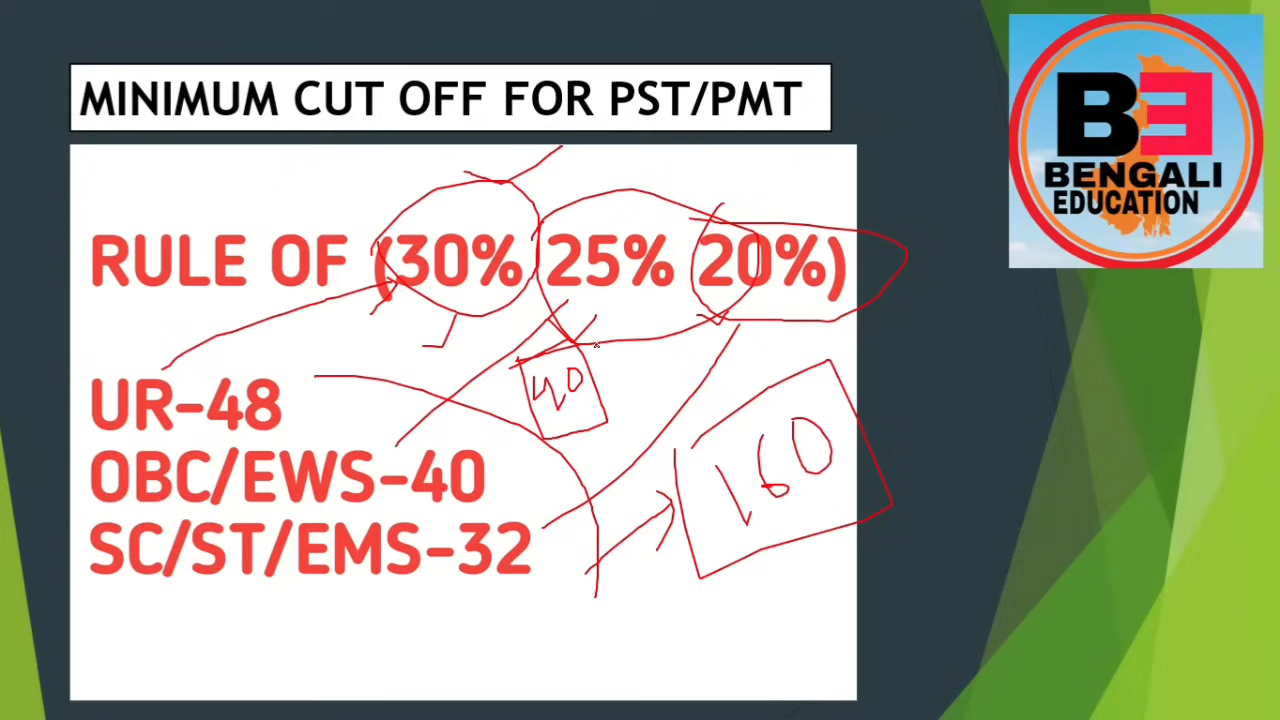 MINIMUM CUT OFF FOR PST/PMT
BE
BENGALI
EDUCATION
RULE OF (30% 25% 20%)
40
UR-48
OBC/EWS-40
SC/ST/EMS-32
160